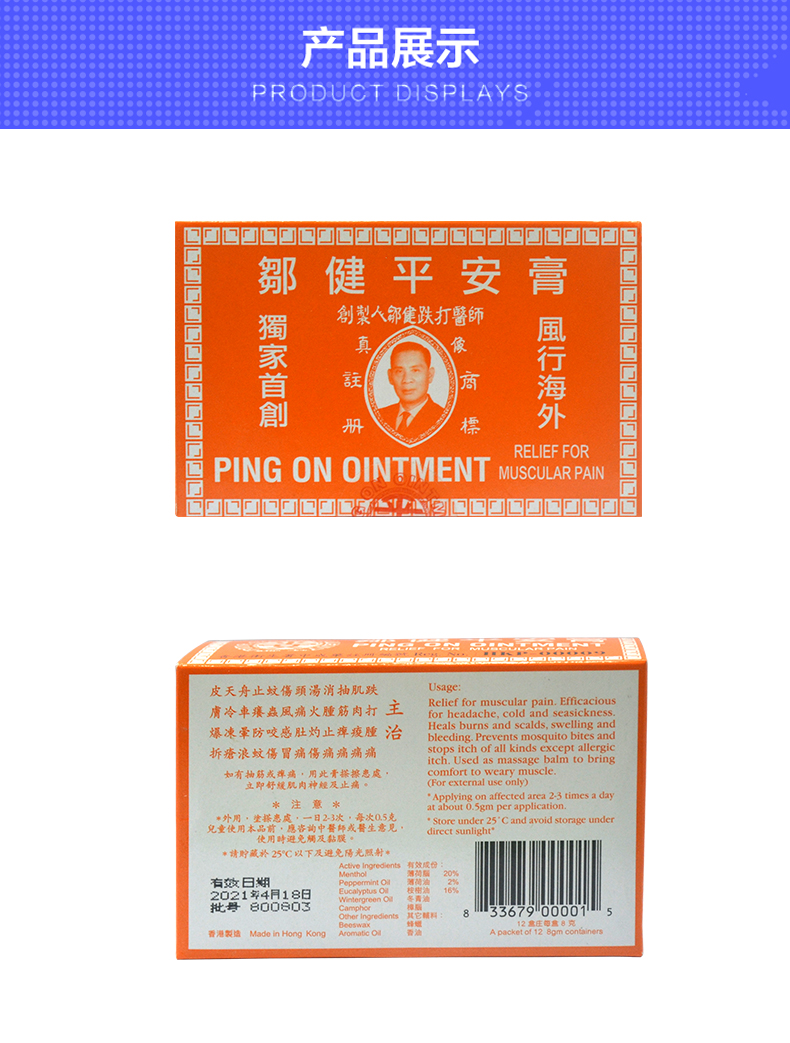 产品展示
PRODUCT DISPLAYS
鄒健平安膏
創製人鄒健跌打醫師
獨家首創
真像
註冊
商標
風行海外
PING ON OINTMENT
RELIEF FOR
MUSCULAR PAIN
PING ON OINTMENT
RELIEF FOR MUSCULAR PAIN
主治
皮天舟止蚊傷頭湯消抽肌跌
膚冷車癢蟲風痛火腫筋肉打
爆凍暈防咬感肚灼止痺痠腫
拆瘡浪蚊傷冒痛傷痛痛痛痛
如有抽筋或痺痛,用此膏搽擦患處,
立即舒緩肌肉神經及止痛。
* 注意 *
*外用,塗搽患處,一日2-3次,每次0.5克
兒童使用本品前,應咨詢中醫師或醫生意見,
使用時避免觸及黏膜。
*請貯藏於25°C以下及避免陽光照射*
有效日期
2021年4月18日
批号 800803
香港製造 Made in Hong Kong
Usage:
Relief for muscular pain. Efficacious
for headache, cold and seasickness.
Heals burns and scalds, swelling and
bleeding. Prevents mosquito bites and
stops itch of all kinds except allergic
itch. Used as massage balm to bring
comfort to weary muscle.
(For external use only)
*Applying on affected area 2-3 times a day
at about 0.5gm per application.
*Store under 25°C and avoid storage under
direct sunlight*
Active Ingredients 有效成份:
Menthol 薄荷腦 20%
Peppermint Oil 薄荷油 2%
Eucalyptus Oil 桉樹油 16%
Wintergreen Oil 冬青油
Camphor 樟腦
Other Ingredients 其它輔料:
Beeswax 蜂蠟
Aromatic Oil 香油
8 33679 00001 5
12盒庄每盒8克
A packet of 12 8gm containers